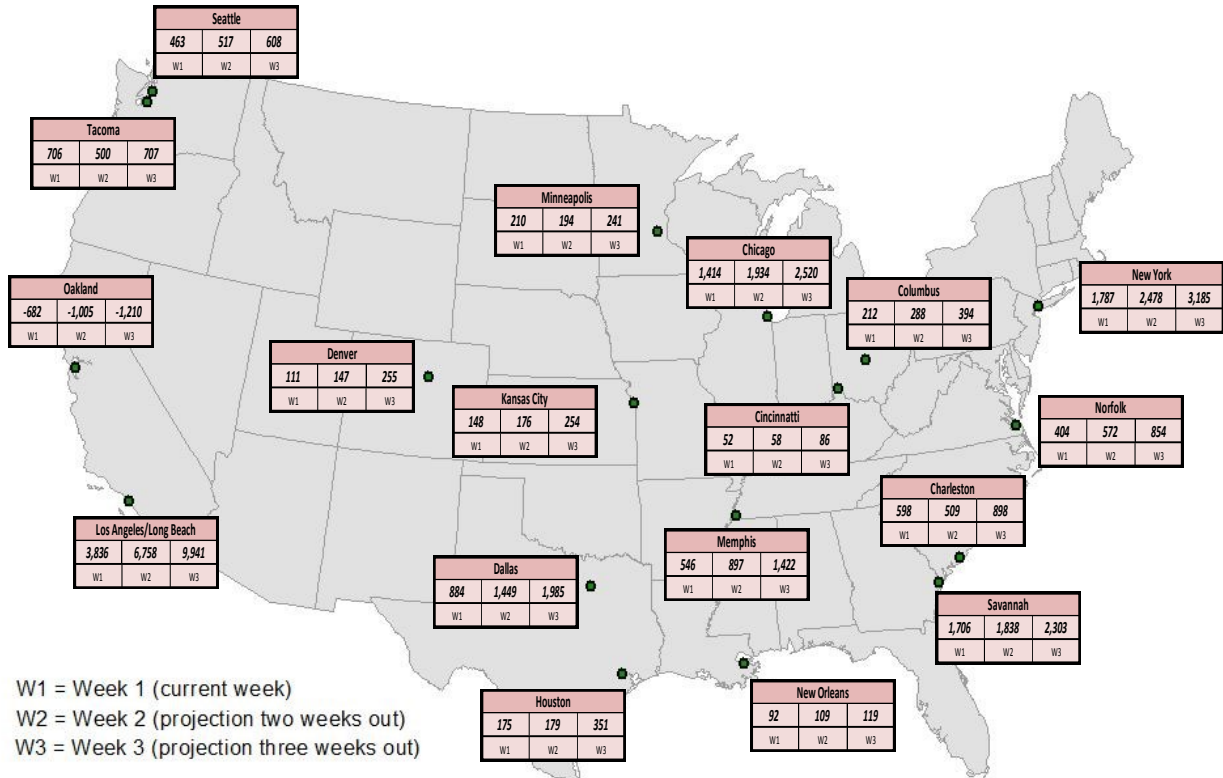 Seattle
463 517 608
W1 W2 W3
Tacoma
706 500 707
W1 W2 W3
Minneapolis
210 194 241
W1 W2 W3
Chicago
1,414 1,934 2,520
W1 W2 W3
New York
1,787 2,478 3,185
W1 W2 W3
Oakland
-682 -1,005 -1,210
W1 W2 W3
Columbus
212 288 394
W1 W2 W3
Denver
111 147 255
W1 W2 W3
Kansas City
148 176 254
W1 W2 W3
Cincinnatti
52 58 86
W1 W2 W3
Norfolk
404 572 854
W1 W2 W3
Charleston
598 509 898
W1 W2 W3
Los Angeles/Long Beach
3,836 6,758 9,941
W1 W2 W3
Memphis
546 897 1,422
W1 W2 W3
Dallas
884 1,449 1,985
W1 W2 W3
Savannah
1,706 1,838 2,303
W1 W2 W3
New Orleans
92 109 119
W1 W2 W3
Houston
175 179 351
W1 W2 W3
W1 = Week 1 (current week)
W2 = Week 2 (projection two weeks out)
W3 = Week 3 (projection three weeks out)